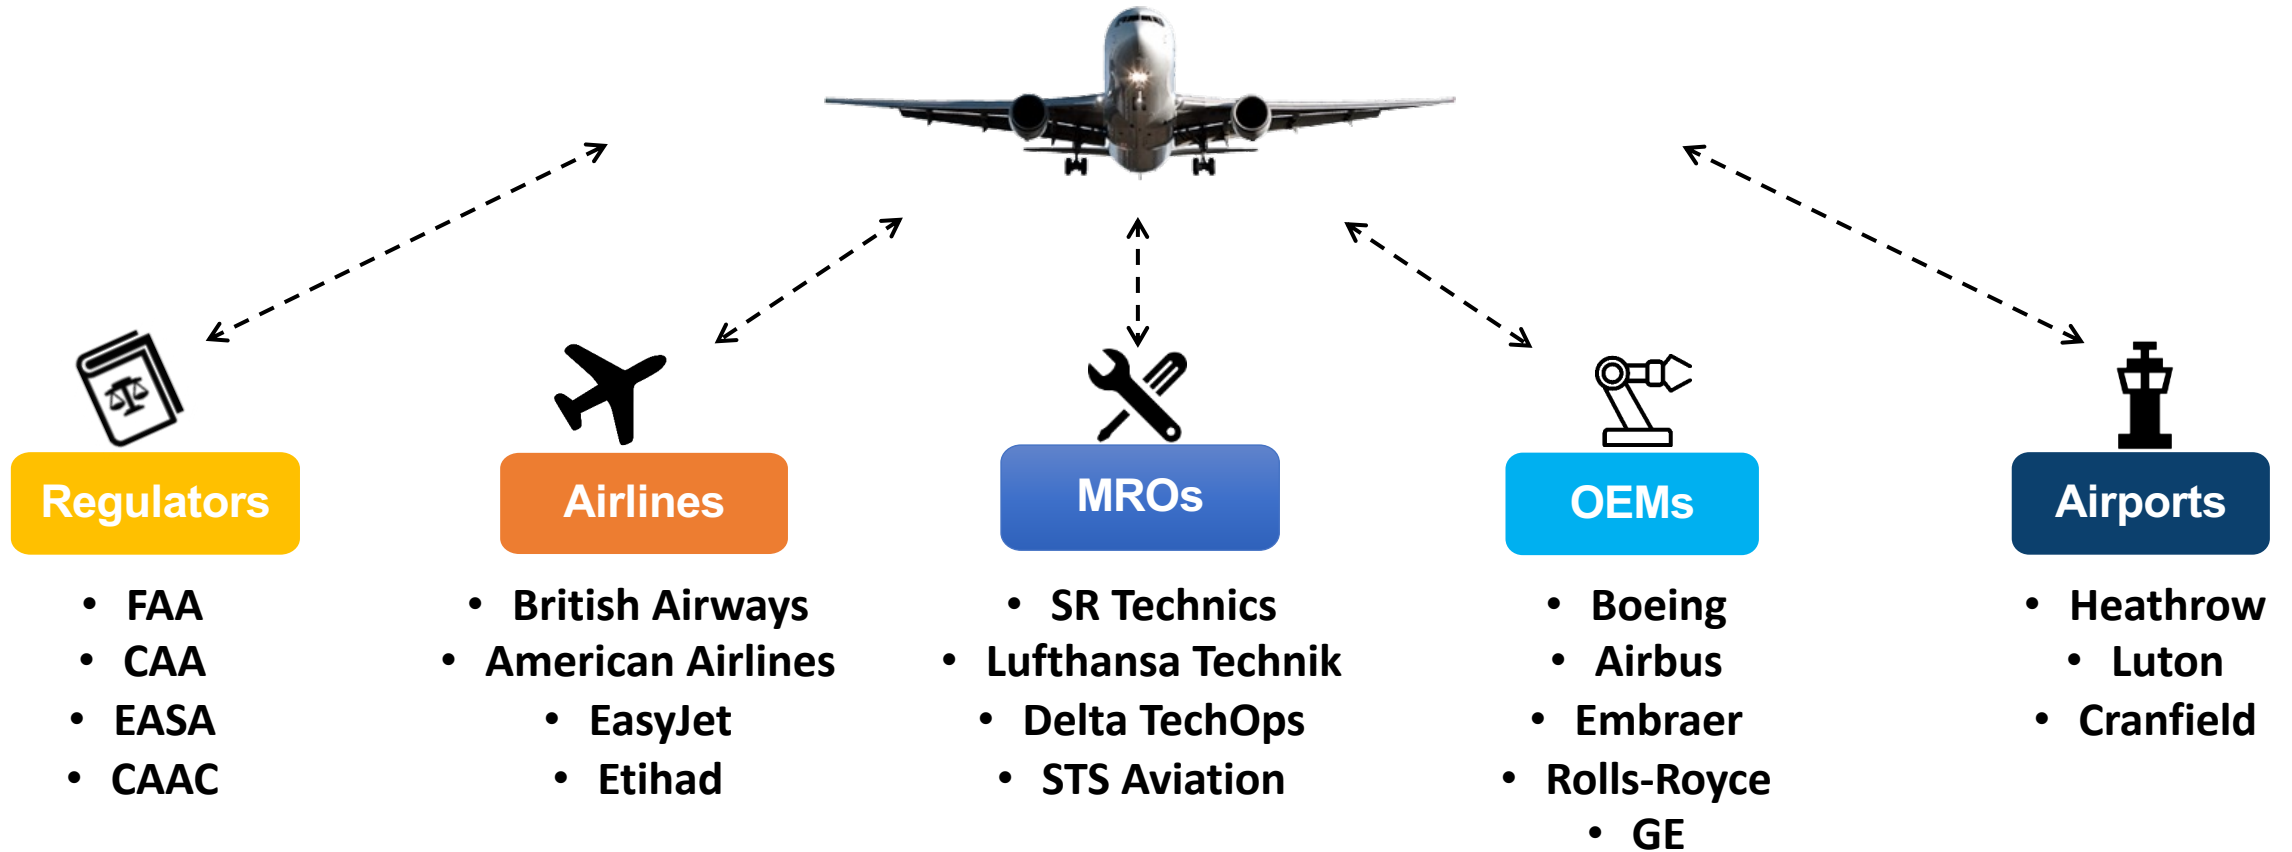 Regulators
• FAA
• CAA
• EASA
• CAAC
Airlines
• British Airways
• American Airlines
• EasyJet
• Etihad
MROs
• SR Technics
• Lufthansa Technik
• Delta TechOps
• STS Aviation
OEMs
• Boeing
• Airbus
• Embraer
• Rolls-Royce
• GE
Airports
• Heathrow
• Luton
• Cranfield